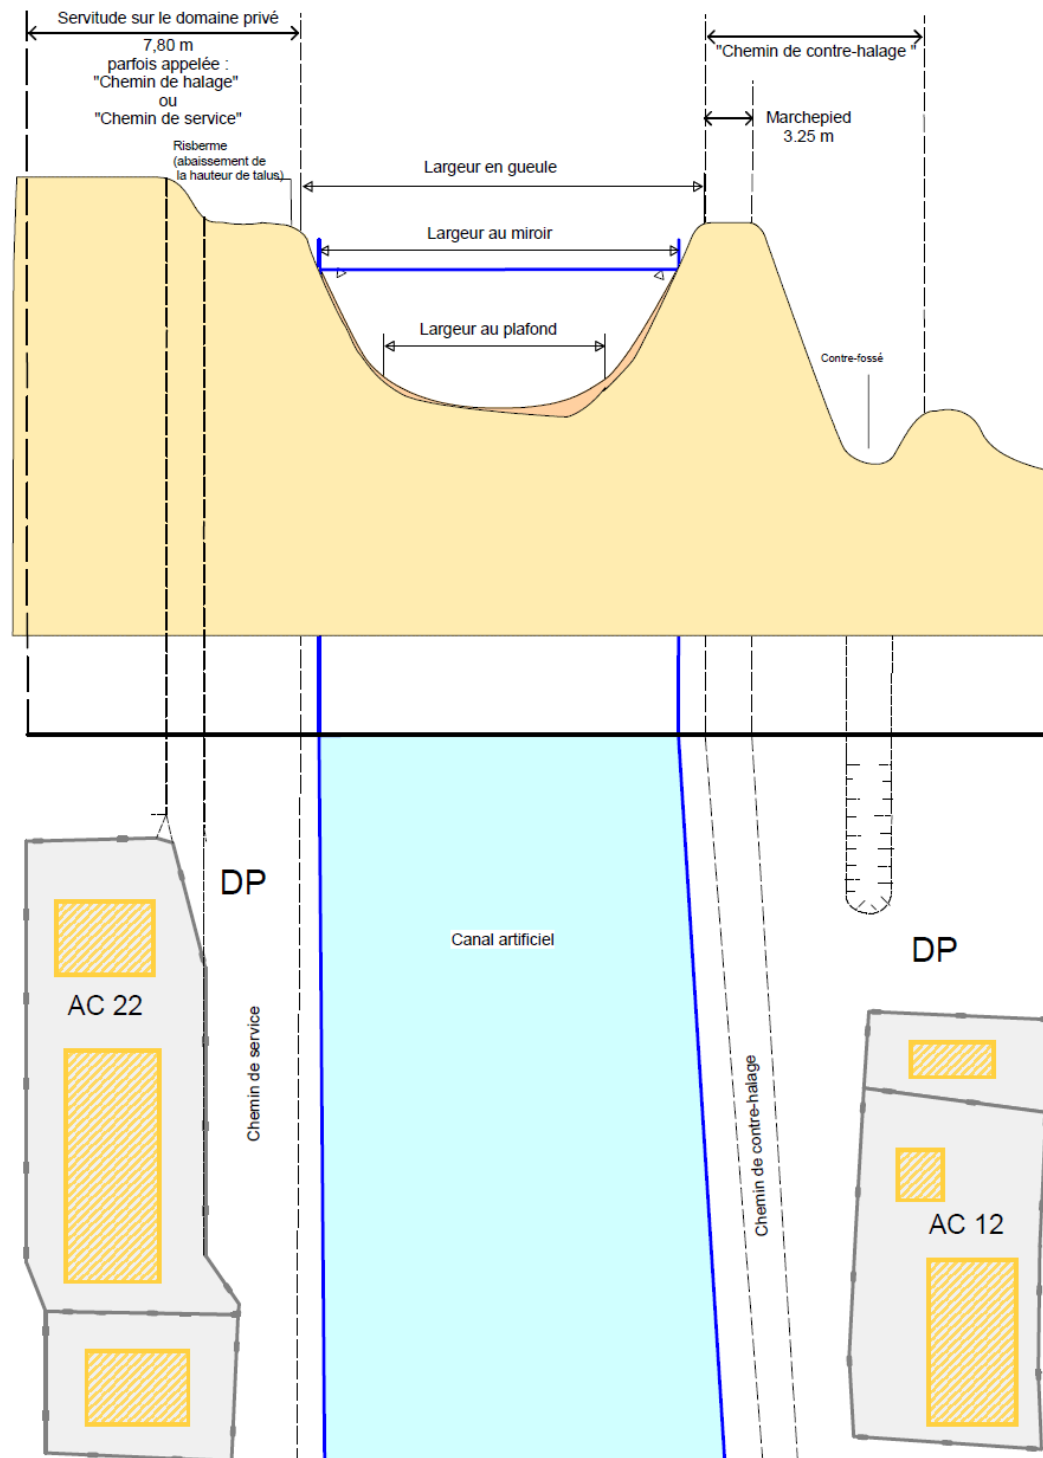 Servitude sur le domaine privé
7,80 m
parfois appelée :
"Chemin de halage"
ou
"Chemin de service"
"Chemin de contre-halage "
Marchepied
3.25 m
Risberme
(abaissement de
la hauteur de talus)
Largeur en gueule
Largeur au miroir
Largeur au plafond
Contre-fossé
DP
Canal artificiel
DP
AC 22
Chemin de service
Chemin de contre-halage
AC 12